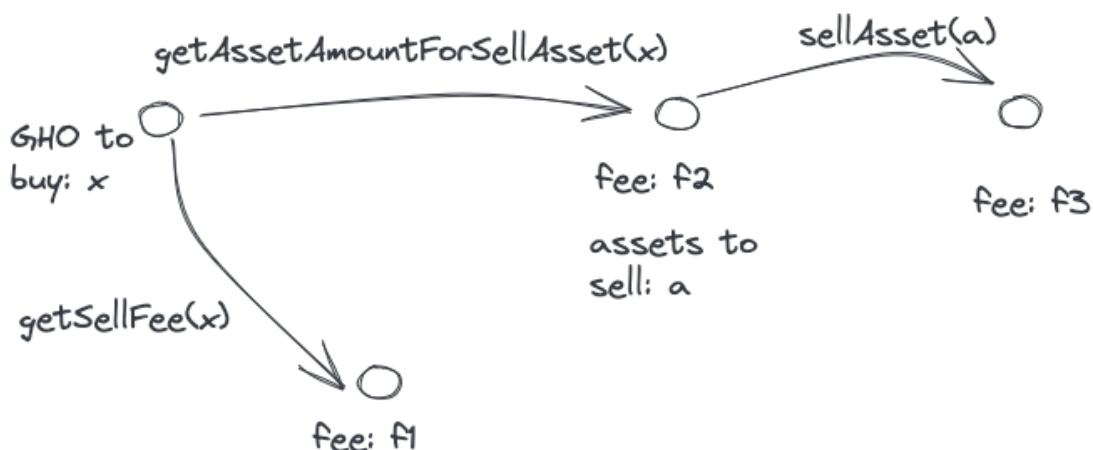 getAssetAmountForSellAsset(x)
sellAsset(a)
GHO to
buy: x
fee: f2
fee: f3
assets to
sell: a
getSellFee(x)
fee: f1